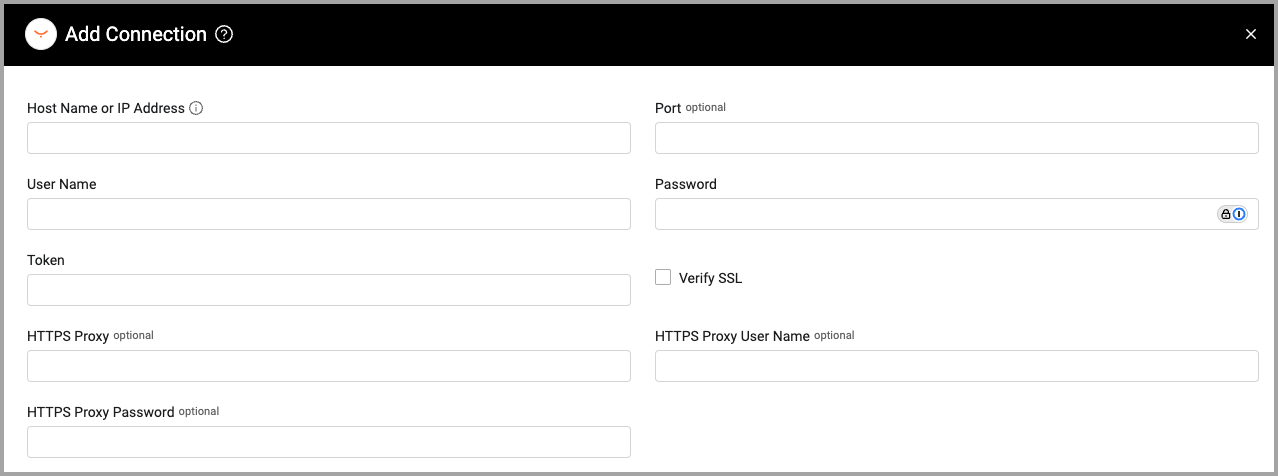 Add Connection
Host Name or IP Address
Port optional
User Name
Password
Token
Verify SSL
HTTPS Proxy optional
HTTPS Proxy User Name optional
HTTPS Proxy Password optional